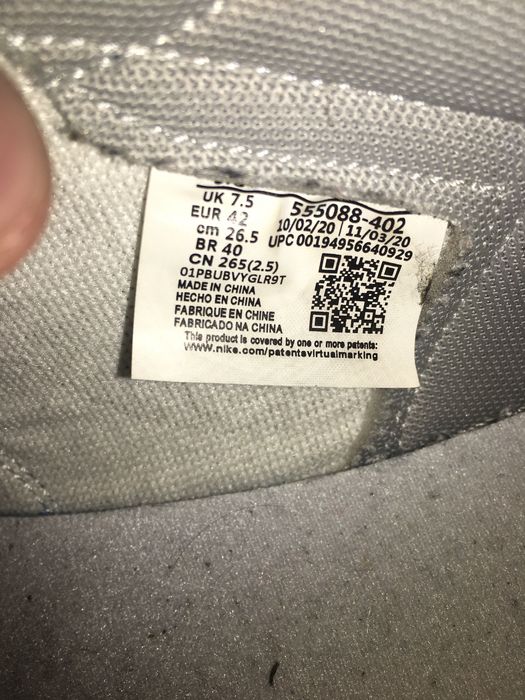 UK 7.5
EUR 42
cm 26.5
BR 40
CN 265(2.5)
01PBUBVYGLR9T
MADE IN CHINA
HECHO EN CHINA
FABRIQUE EN CHINE
FABRICADO NA CHINA
555088-402
10/02/20 | 11/03/20
UPC 00194956640929
This product is covered by one or more patents:
www.nike.com/patentsvirtualmarking